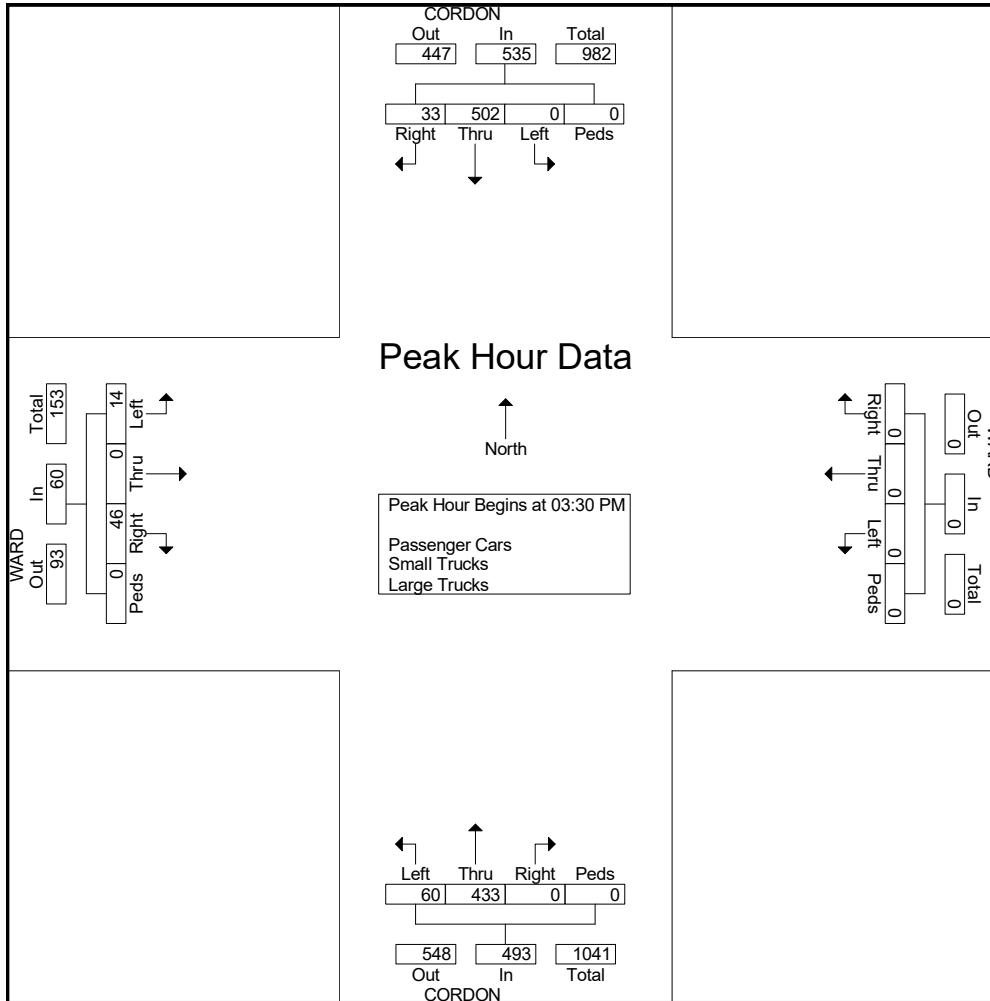 CORDON
Out In Total
447 535 982
33 502 0 0
Right Thru Left Peds
Peak Hour Data
North
Peak Hour Begins at 03:30 PM
Passenger Cars
Small Trucks
Large Trucks
WARD
Out In Total
93 60 153
Left Thru Right Peds
14 0 46 0
Right Thru Left Peds
0 0 0 0
Out In Total
0 0 0
Left Thru Right Peds
60 433 0 0
548 493 1041
Out In Total
CORDON